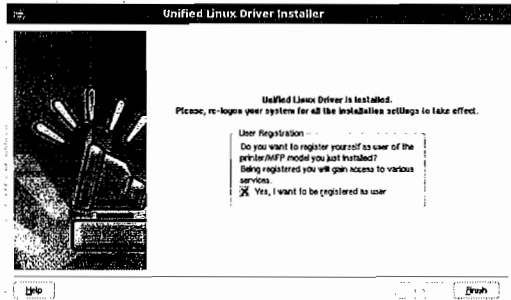 Unified Linux Driver Installer
Unified Linux Driver is installed.
Please, re-logon your system for all the installation settings to take effect.
User Registration
Do you want to register yourself as user of the
printer/MFP model you just installed?
Being registered you will gain access to various
services.
Yes, I want to be registered as user
Help
Finish